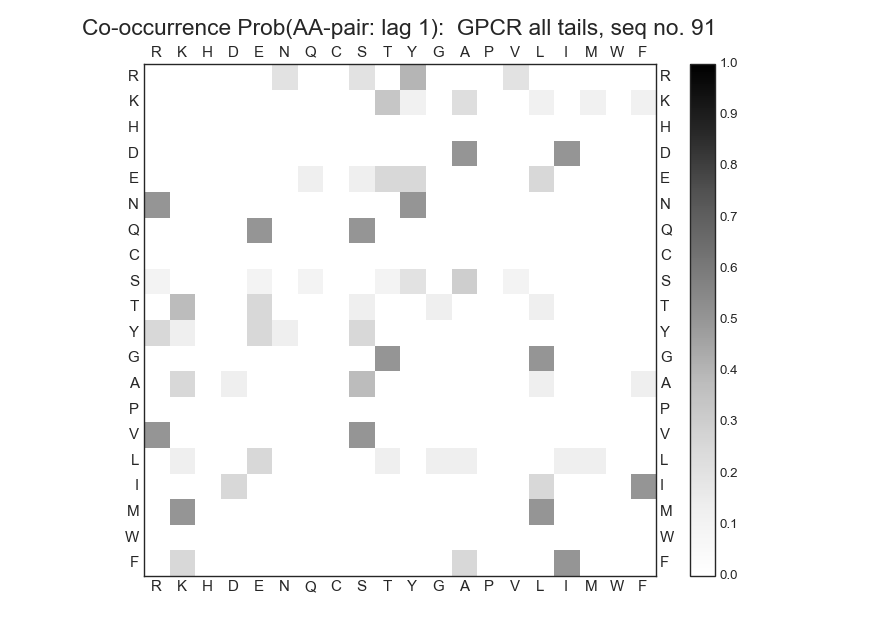 Co-occurrence Prob(AA-pair: lag 1):  GPCR all tails, seq no. 91
R K H D E N Q C S T Y G A P V L I M W F
R R 1.0
K K 0.9
H H
D D 0.8
E E
N N 0.7
Q Q
C C 0.6
S S
T T 0.5
Y Y
G G 0.4
A A
P P 0.3
V V
L L 0.2
I I
M M 0.1
W W
F F 0.0
R K H D E N Q C S T Y G A P V L I M W F